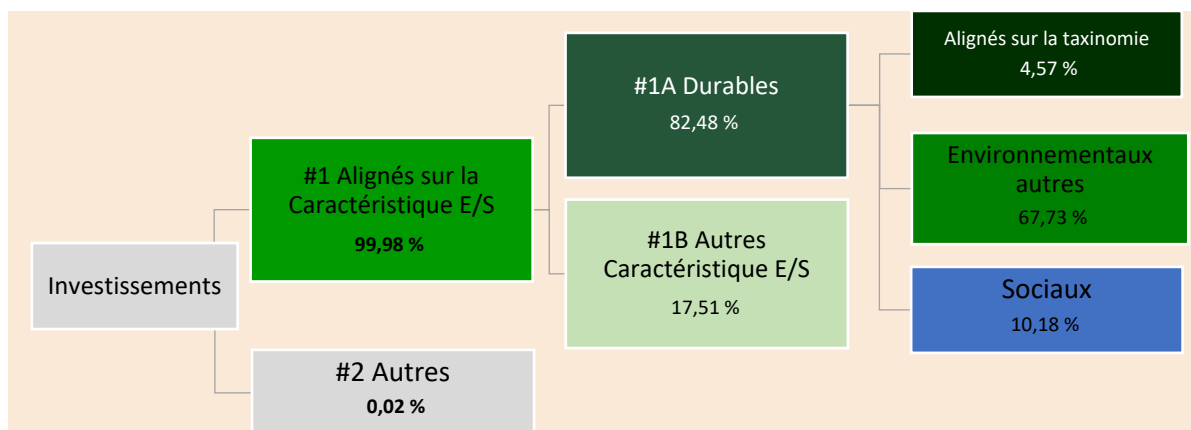 Investissements
#1 Alignés sur la
Caractéristique E/S
99,98 %
#2 Autres
0,02 %
#1A Durables
82,48 %
#1B Autres
Caractéristique E/S
17,51 %
Alignés sur la taxinomie
4,57 %
Environnementaux
autres
67,73 %
Sociaux
10,18 %